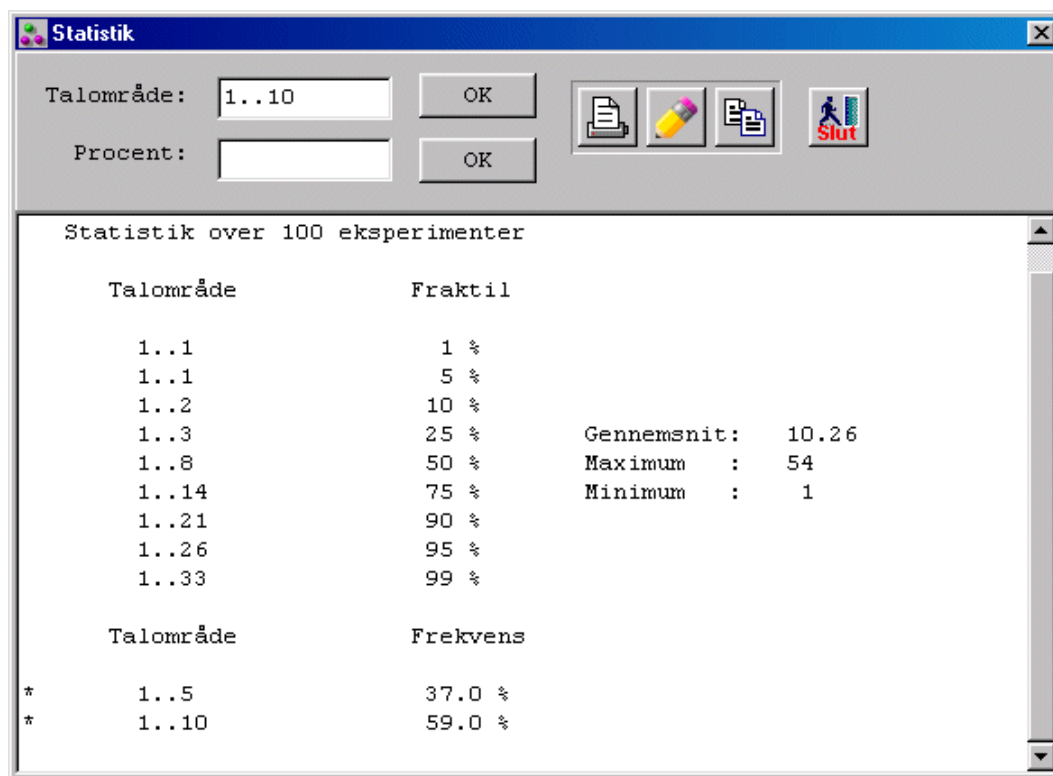 Statistik
Talområde: 1..10 OK
Slut
Procent: OK
Statistik over 100 eksperimenter
Talområde Fraktil
1..1 1 %
1..1 5 %
1..2 10 %
1..3 25 % Gennemsnit: 10.26
1..8 50 % Maximum : 54
1..14 75 % Minimum : 1
1..21 90 %
1..26 95 %
1..33 99 %
Talområde Frekvens
* 1..5 37.0 %
* 1..10 59.0 %